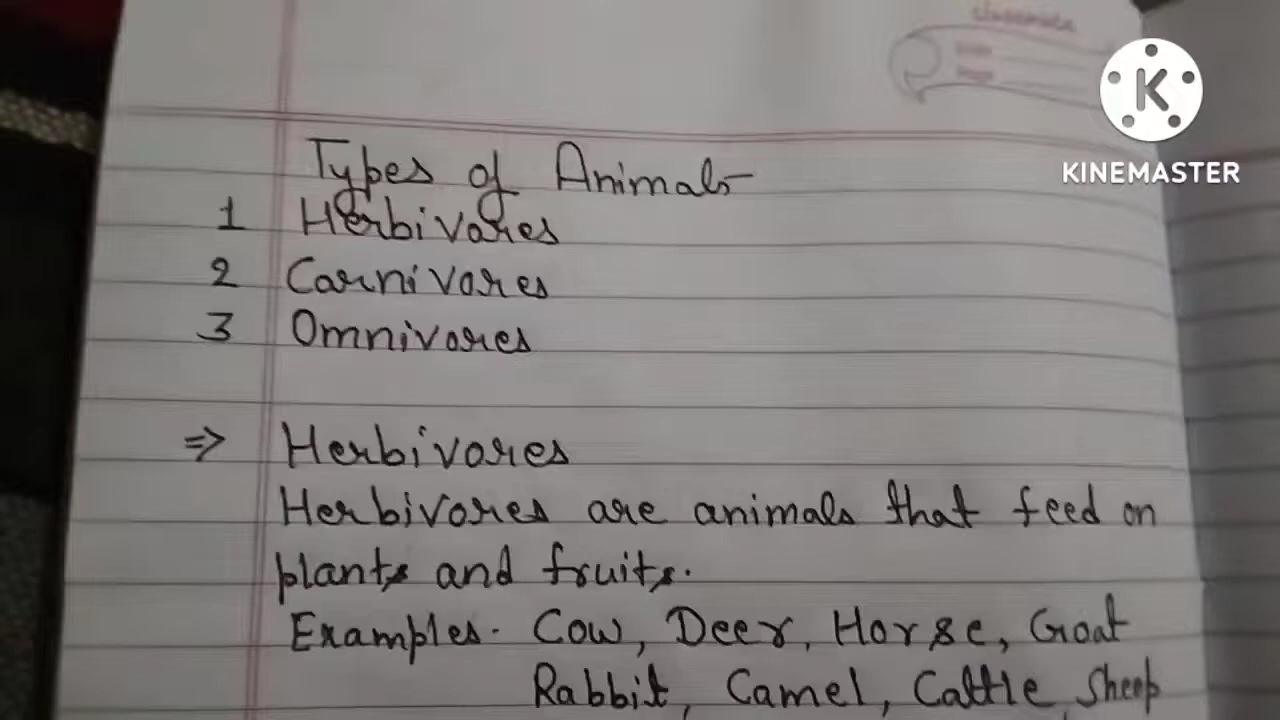 classmate
KINEMASTER
Types of Animals-
1 Herbivores
2 Carnivores
3 Omnivores
⇒ Herbivores
Herbivores are animals that feed on
plants and fruits.
Examples. Cow, Deer, Horse, Goat
Rabbit, Camel, Cattle, Sheep